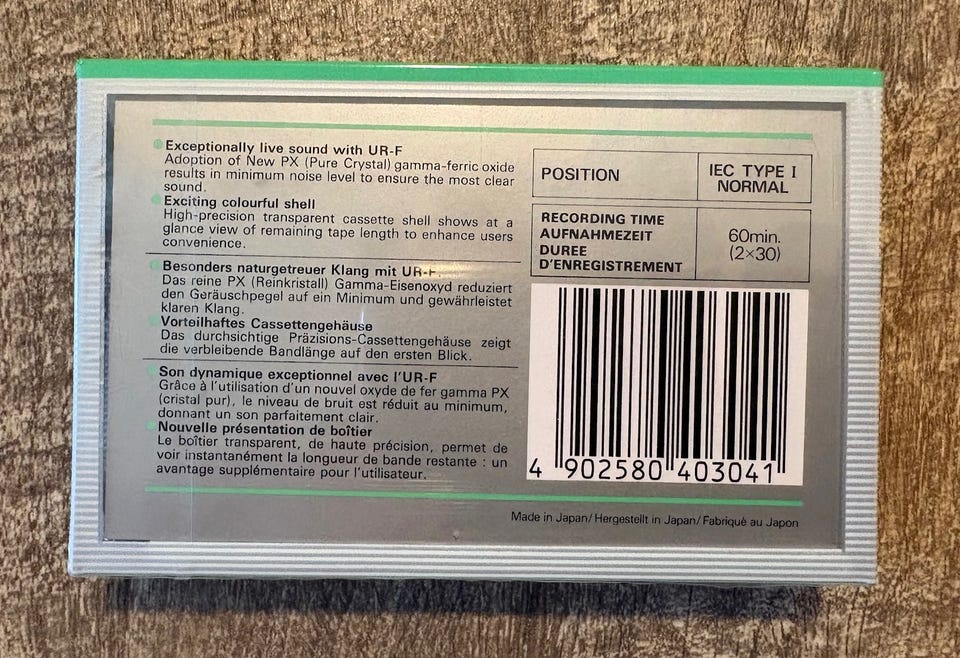 Exceptionally live sound with UR-F
Adoption of New PX (Pure Crystal) gamma-ferric oxide
results in minimum noise level to ensure the most clear
sound.
Exciting colourful shell
High-precision transparent cassette shell shows at a
glance view of remaining tape length to enhance users
convenience.
Besonders naturgetreuer Klang mit UR-F.
Das reine PX (Reinkristall) Gamma-Eisenoxyd reduziert
den Geräuschpegel auf ein Minimum und gewährleistet
klaren Klang.
Vorteilhaftes Cassettengehäuse
Das durchsichtige Präzisions-Cassettengehäuse zeigt
die verbleibende Bandlänge auf den ersten Blick.
Son dynamique exceptionnel avec l'UR-F
Grâce à l'utilisation d'un nouvel oxyde de fer gamma PX
(cristal pur), le niveau de bruit est réduit au minimum,
donnant un son parfaitement clair.
Nouvelle présentation de boîtier
Le boîtier transparent, de haute précision, permet de
voir instantanément la longueur de bande restante : un
avantage supplémentaire pour l'utilisateur.
POSITION
IEC TYPE I
NORMAL
RECORDING TIME
AUFNAHMEZEIT
DUREE
D'ENREGISTREMENT
60min.
(2×30)
4 902580 403041
Made in Japan/Hergestellt in Japan/Fabriqué au Japon